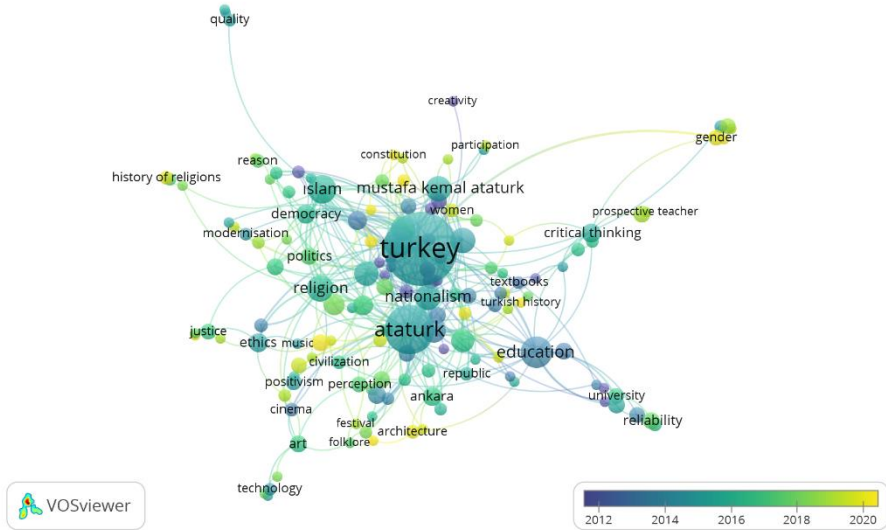 quality
creativity
gender
constitution
participation
reason
history of religions
islam
mustafa kemal ataturk
women
prospective teacher
democracy
modernisation
critical thinking
turkey
politics
textbooks
religion
nationalism
turkish history
justice
ethics
music
ataturk
education
civilization
republic
positivism
perception
ankara
university
cinema
reliability
festival
folklore
architecture
art
technology
VOSviewer
2012 2014 2016 2018 2020